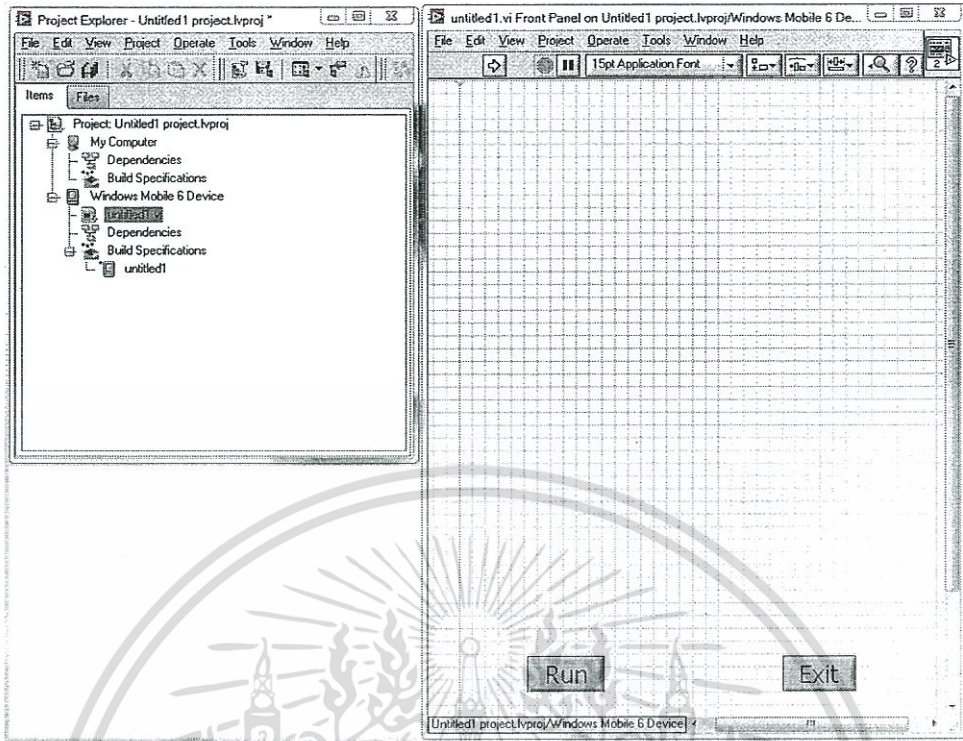 Project Explorer - Untitled 1 project.lvproj *
File Edit View Project Operate Tools Window Help
Items Files
Project: Untitled1 project.lvproj
My Computer
Dependencies
Build Specifications
Windows Mobile 6 Device
untitled1.vi
Dependencies
Build Specifications
untitled1
untitled1.vi Front Panel on Untitled1 project.lvproj/Windows Mobile 6 De...
File Edit View Project Operate Tools Window Help
15pt Application Font
2
Run Exit
Untitled1 project.lvproj/Windows Mobile 6 Device